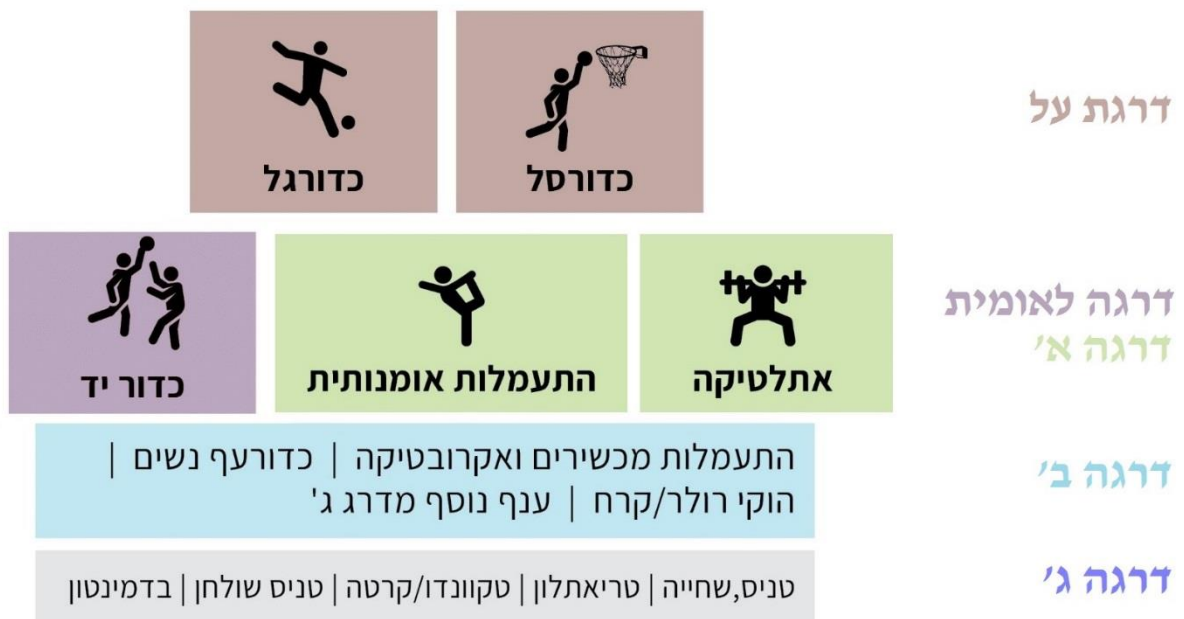 דרגת על
כדורסל
כדורגל
דרגה לאומית
דרגה א׳
אתלטיקה
התעמלות אומנותית
כדור יד
דרגה ב׳
התעמלות מכשירים ואקרובטיקה | כדורעף נשים |
הוקי רולר/קרח | ענף נוסף מדרג ג'
דרגה ג׳
טניס,שחייה | טריאתלון | טקוונדו/קרטה | טניס שולחן | בדמינטון